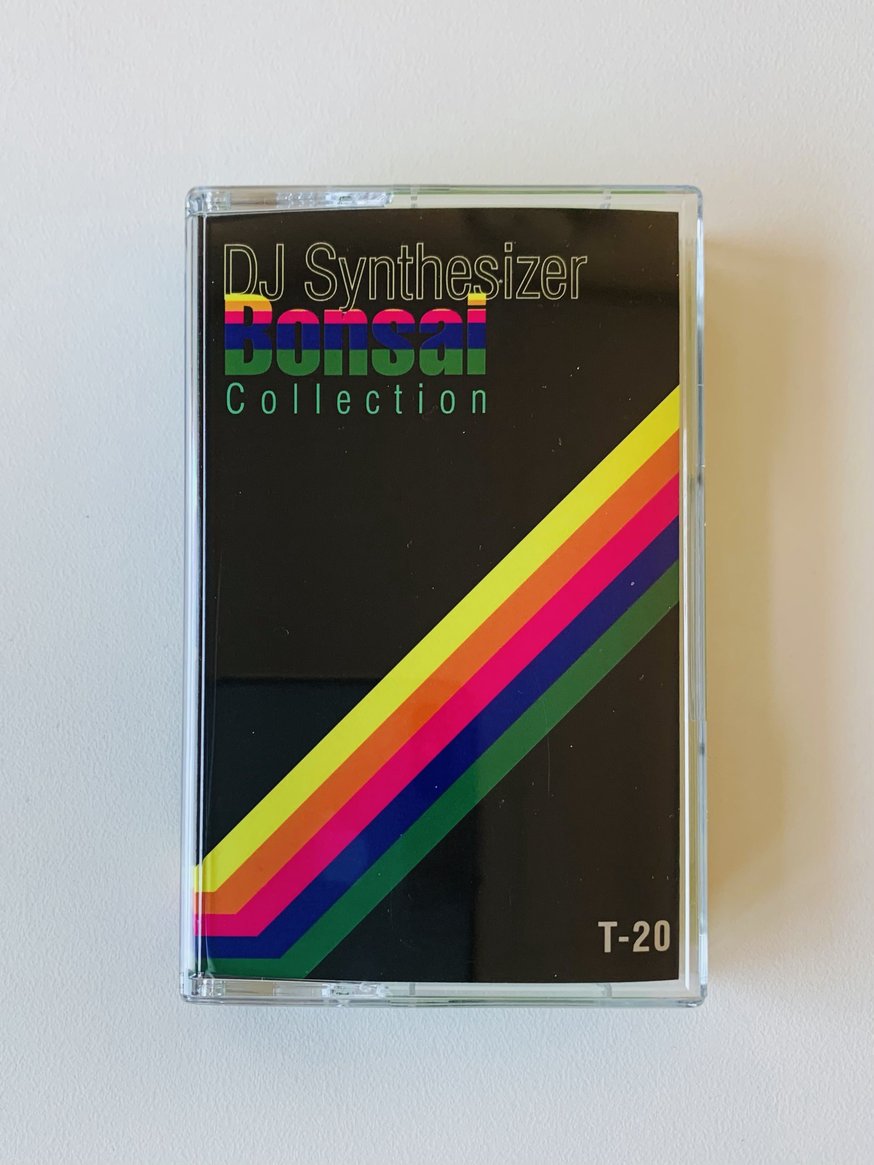 DJ Synthesizer
Bonsai
Collection
T-20